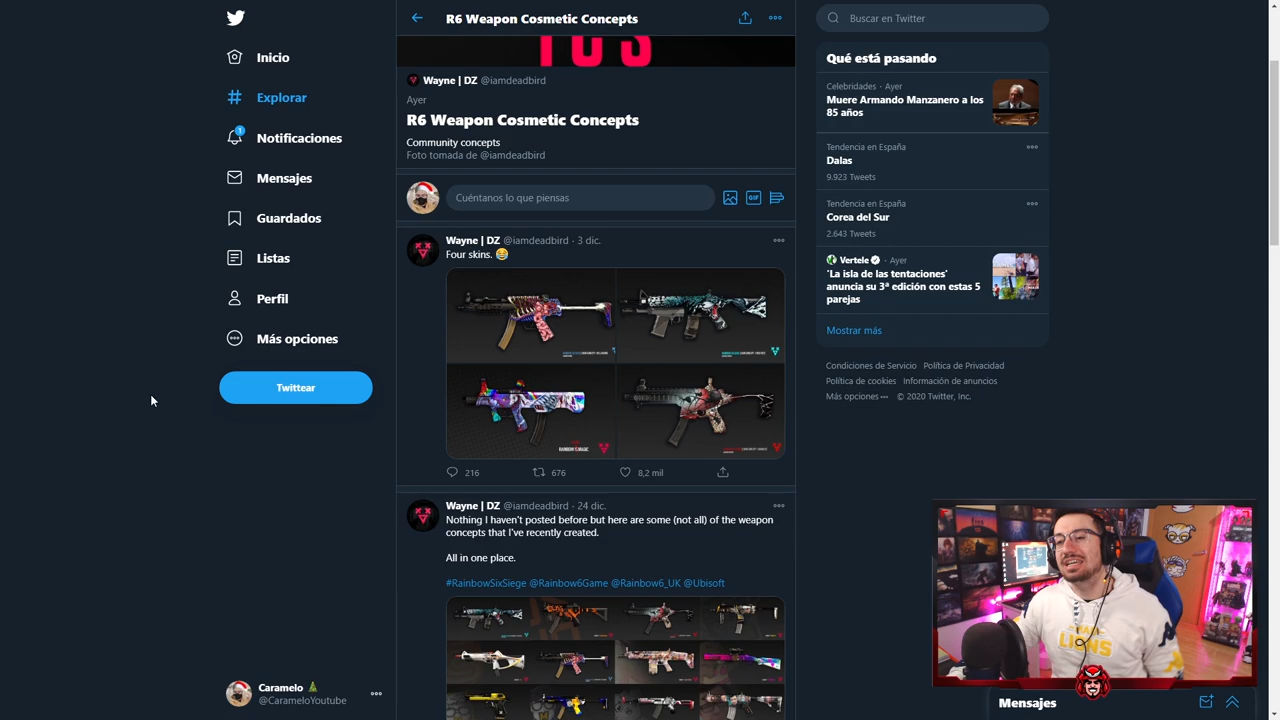 Inicio
Explorar
1
Notificaciones
Mensajes
Guardados
Listas
Perfil
Más opciones
Twittear
Caramelo
@CarameloYoutube
R6 Weapon Cosmetic Concepts
Wayne | DZ @iamdeadbird
Ayer
R6 Weapon Cosmetic Concepts
Community concepts
Foto tomada de @iamdeadbird
Cuéntanos lo que piensas
GIF
Wayne | DZ @iamdeadbird · 3 dic.
Four skins. 😂
RAINBOW SAVAGE
216
676
8,2 mil
Wayne | DZ @iamdeadbird · 24 dic.
Nothing I haven't posted before but here are some (not all) of the weapon
concepts that I've recently created.
All in one place.
#RainbowSixSiege @Rainbow6Game @Rainbow6_UK @Ubisoft
Buscar en Twitter
Qué está pasando
Celebridades · Ayer
Muere Armando Manzanero a los
85 años
Tendencia en España
Dalas
9.923 Tweets
Tendencia en España
Corea del Sur
2.643 Tweets
Vertele · Ayer
'La isla de las tentaciones'
anuncia su 3ª edición con estas 5
parejas
Mostrar más
Condiciones de Servicio Política de Privacidad
Política de cookies Información de anuncios
Más opciones ··· © 2020 Twitter, Inc.
LIONS
Mensajes